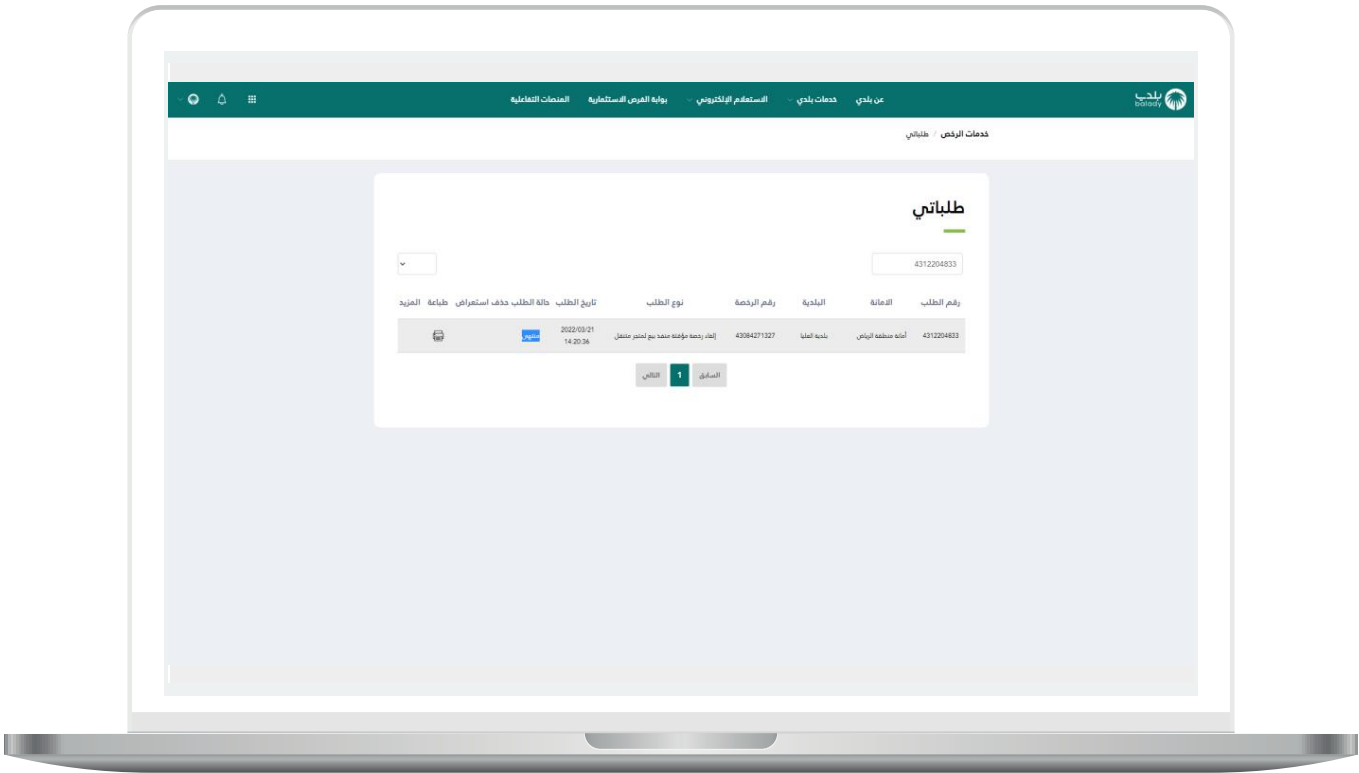 بلدي
balady
عن بلدي
خدمات بلدي
الاستعلام الإلكتروني
بوابة الفرص الاستثمارية
المنصات التفاعلية
خدمات الرخص / طلباتي
طلباتي
4312204833
رقم الطلب الامانة البلدية رقم الرخصة نوع الطلب تاريخ الطلب حالة الطلب حذف استعراض طباعة المزيد
4312204833 أمانة منطقة الرياض بلدية العليا 43084271327 إلغاء رخصة مؤقتة منفذ بيع لمتجر متنقل 2022/03/21 منتهي
14:20:36
السابق 1 التالي